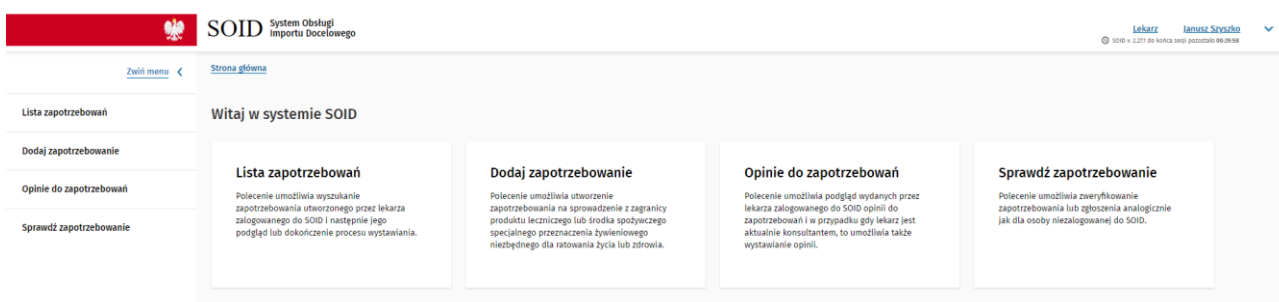 SOID System Obsługi
Importu Docelowego
Lekarz Janusz Szyszko
SOID v. 2.27.1 do końca sesji pozostało 00:29:58
Zwiń menu
Strona główna
Lista zapotrzebowań
Dodaj zapotrzebowanie
Opinie do zapotrzebowań
Sprawdź zapotrzebowanie
Witaj w systemie SOID
Lista zapotrzebowań
Polecenie umożliwia wyszukanie
zapotrzebowania utworzonego przez lekarza
zalogowanego do SOID i następnie jego
podgląd lub dokończenie procesu wystawiania.
Dodaj zapotrzebowanie
Polecenie umożliwia utworzenie
zapotrzebowania na sprowadzenie z zagranicy
produktu leczniczego lub środka spożywczego
specjalnego przeznaczenia żywieniowego
niezbędnego dla ratowania życia lub zdrowia.
Opinie do zapotrzebowań
Polecenie umożliwia podgląd wydanych przez
lekarza zalogowanego do SOID opinii do
zapotrzebowań i w przypadku gdy lekarz jest
aktualnie konsultantem, to umożliwia także
wystawianie opinii.
Sprawdź zapotrzebowanie
Polecenie umożliwia zweryfikowanie
zapotrzebowania lub zgłoszenia analogicznie
jak dla osoby niezalogowanej do SOID.